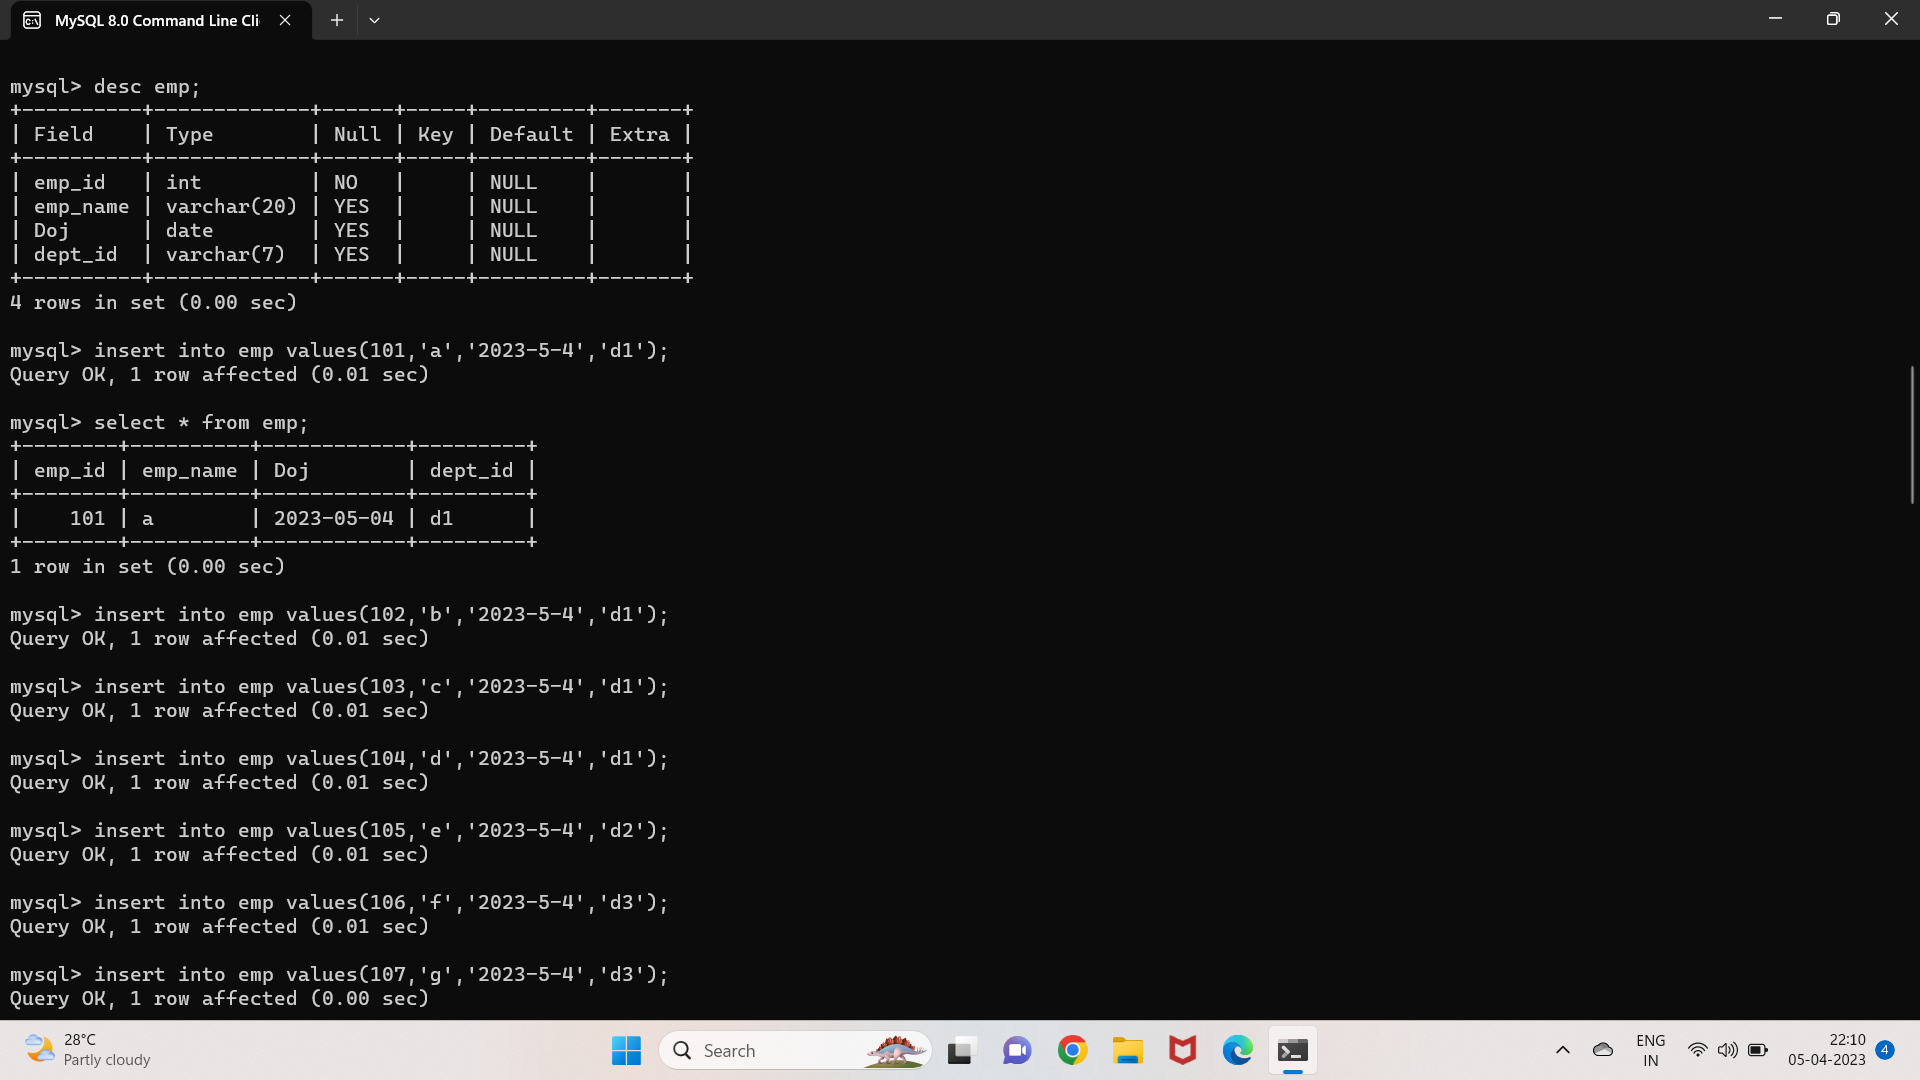 MySQL 8.0 Command Line Cli
mysql> desc emp;
+----------+-------------+------+-----+---------+-------+
| Field    | Type        | Null | Key | Default | Extra |
+----------+-------------+------+-----+---------+-------+
| emp_id   | int         | NO   |     | NULL    |       |
| emp_name | varchar(20) | YES  |     | NULL    |       |
| Doj      | date        | YES  |     | NULL    |       |
| dept_id  | varchar(7)  | YES  |     | NULL    |       |
+----------+-------------+------+-----+---------+-------+
4 rows in set (0.00 sec)
mysql> insert into emp values(101,'a','2023-5-4','d1');
Query OK, 1 row affected (0.01 sec)
mysql> select * from emp;
+--------+----------+------------+---------+
| emp_id | emp_name | Doj        | dept_id |
+--------+----------+------------+---------+
|    101 | a        | 2023-05-04 | d1      |
+--------+----------+------------+---------+
1 row in set (0.00 sec)
mysql> insert into emp values(102,'b','2023-5-4','d1');
Query OK, 1 row affected (0.01 sec)
mysql> insert into emp values(103,'c','2023-5-4','d1');
Query OK, 1 row affected (0.01 sec)
mysql> insert into emp values(104,'d','2023-5-4','d1');
Query OK, 1 row affected (0.01 sec)
mysql> insert into emp values(105,'e','2023-5-4','d2');
Query OK, 1 row affected (0.01 sec)
mysql> insert into emp values(106,'f','2023-5-4','d3');
Query OK, 1 row affected (0.01 sec)
mysql> insert into emp values(107,'g','2023-5-4','d3');
Query OK, 1 row affected (0.00 sec)
28°C
Partly cloudy
Search
ENG
IN
22:10
05-04-2023
4